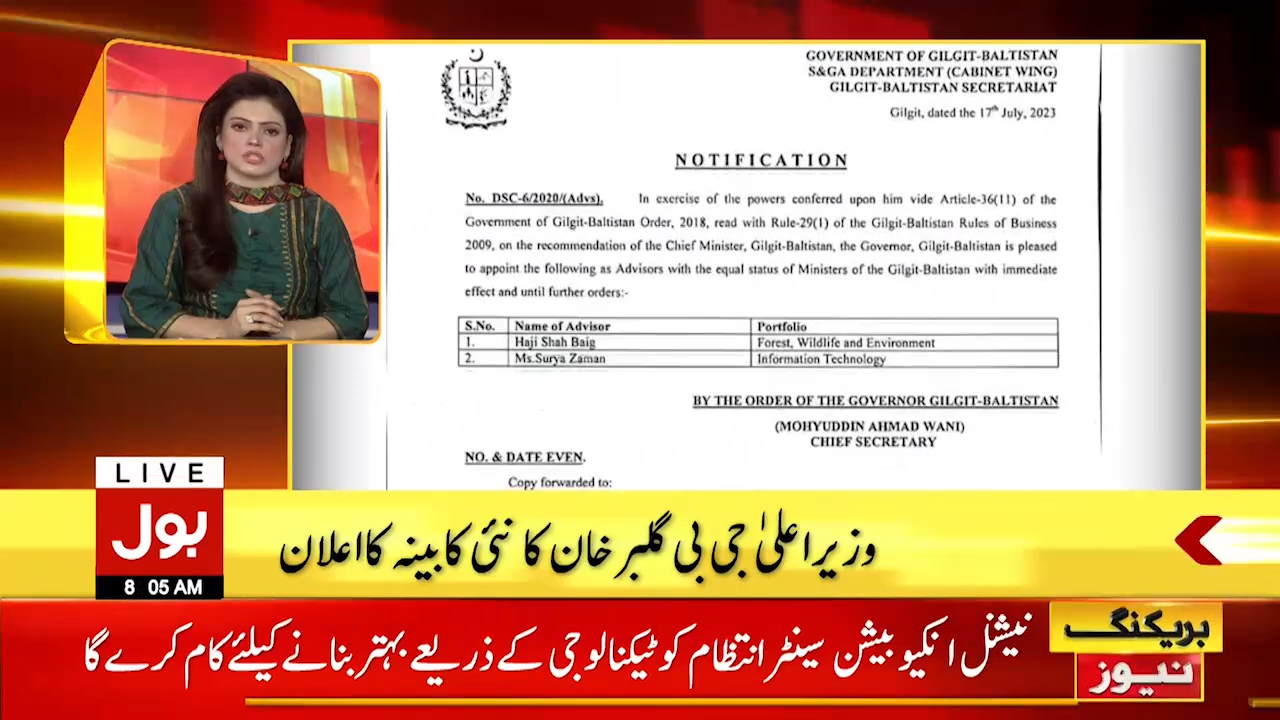 GOVERNMENT OF GILGIT-BALTISTAN
S&GA DEPARTMENT (CABINET WING)
GILGIT-BALTISTAN SECRETARIAT
Gilgit, dated the 17th July, 2023
NOTIFICATION
No. DSC-6/2020/(Advs). In exercise of the powers conferred upon him vide Article-36(11) of the
Government of Gilgit-Baltistan Order, 2018, read with Rule-29(1) of the Gilgit-Baltistan Rules of Business
2009, on the recommendation of the Chief Minister, Gilgit-Baltistan, the Governor, Gilgit-Baltistan is pleased
to appoint the following as Advisors with the equal status of Ministers of the Gilgit-Baltistan with immediate
effect and until further orders:-
S.No. Name of Advisor Portfolio
1. Haji Shah Baig Forest, Wildlife and Environment
2. Ms.Surya Zaman Information Technology
BY THE ORDER OF THE GOVERNOR GILGIT-BALTISTAN
(MOHYUDDIN AHMAD WANI)
CHIEF SECRETARY
NO. & DATE EVEN.
Copy forwarded to:
LIVE
بول
8 05 AM
وزیراعلیٰ جی بی گلبر خان کا نئی کابینہ کا اعلان
بریکنگ
نیوز
نیشنل انکیوبیشن سینٹر انتظام کو ٹیکنالوجی کے ذریعے بہتر بنانے کیلئے کام کرے گا